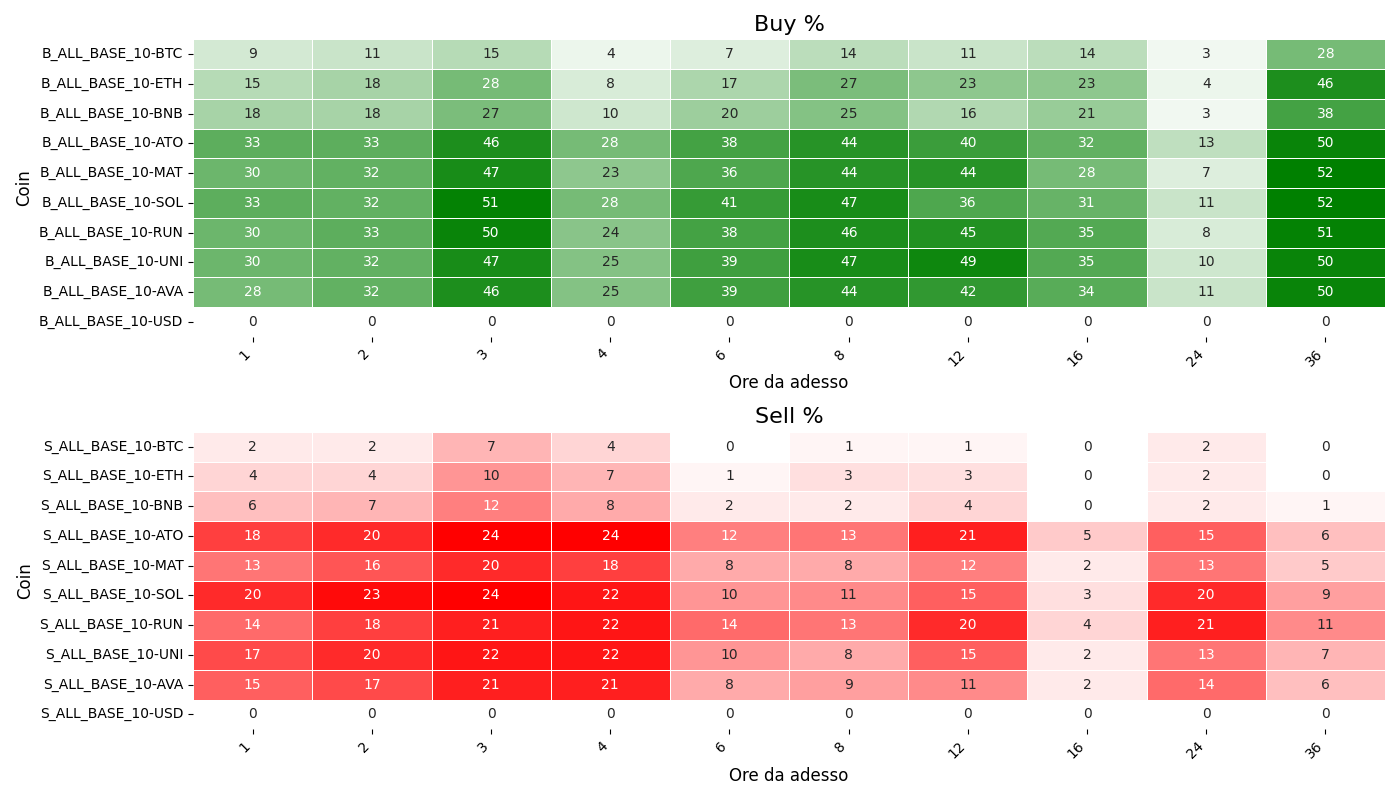 Buy %
Coin
B_ALL_BASE_10-BTC 9 11 15 4 7 14 11 14 3 28
B_ALL_BASE_10-ETH 15 18 28 8 17 27 23 23 4 46
B_ALL_BASE_10-BNB 18 18 27 10 20 25 16 21 3 38
B_ALL_BASE_10-ATO 33 33 46 28 38 44 40 32 13 50
B_ALL_BASE_10-MAT 30 32 47 23 36 44 44 28 7 52
B_ALL_BASE_10-SOL 33 32 51 28 41 47 36 31 11 52
B_ALL_BASE_10-RUN 30 33 50 24 38 46 45 35 8 51
B_ALL_BASE_10-UNI 30 32 47 25 39 47 49 35 10 50
B_ALL_BASE_10-AVA 28 32 46 25 39 44 42 34 11 50
B_ALL_BASE_10-USD 0 0 0 0 0 0 0 0 0 0
1 2 3 4 6 8 12 16 24 36
Ore da adesso
Sell %
Coin
S_ALL_BASE_10-BTC 2 2 7 4 0 1 1 0 2 0
S_ALL_BASE_10-ETH 4 4 10 7 1 3 3 0 2 0
S_ALL_BASE_10-BNB 6 7 12 8 2 2 4 0 2 1
S_ALL_BASE_10-ATO 18 20 24 24 12 13 21 5 15 6
S_ALL_BASE_10-MAT 13 16 20 18 8 8 12 2 13 5
S_ALL_BASE_10-SOL 20 23 24 22 10 11 15 3 20 9
S_ALL_BASE_10-RUN 14 18 21 22 14 13 20 4 21 11
S_ALL_BASE_10-UNI 17 20 22 22 10 8 15 2 13 7
S_ALL_BASE_10-AVA 15 17 21 21 8 9 11 2 14 6
S_ALL_BASE_10-USD 0 0 0 0 0 0 0 0 0 0
1 2 3 4 6 8 12 16 24 36
Ore da adesso